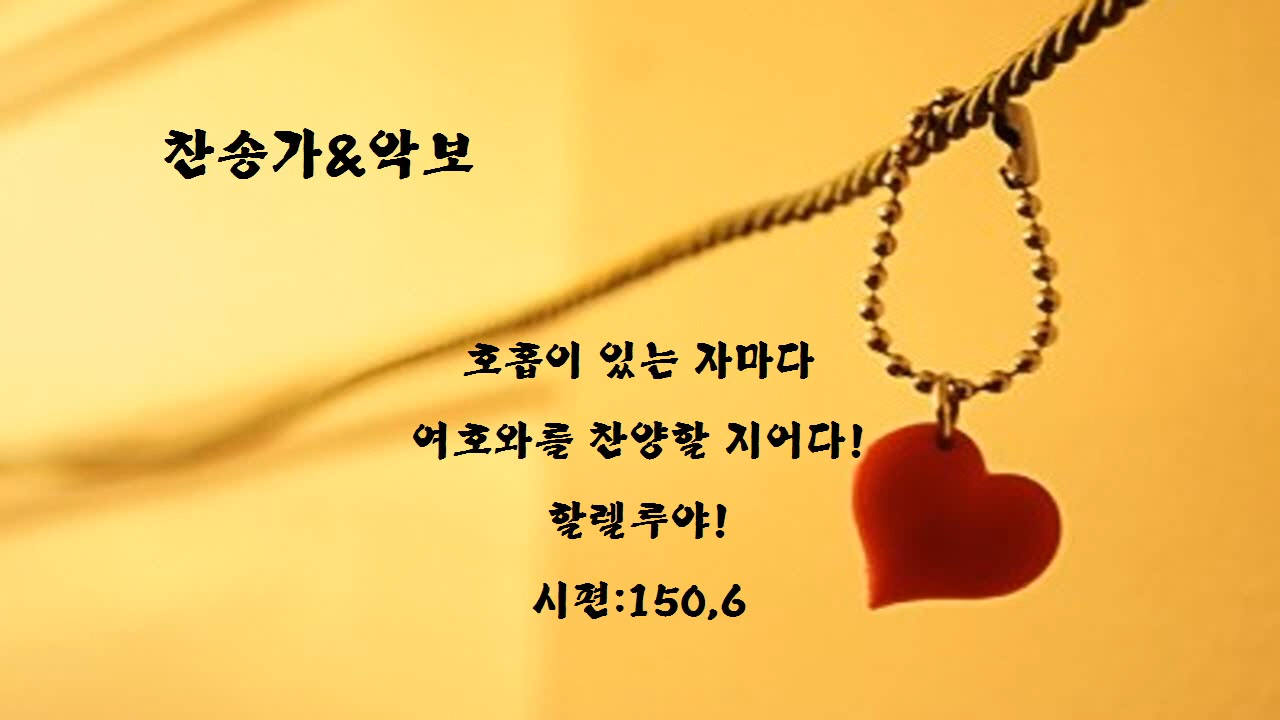 찬송가&악보
호흡이 있는 자마다
여호와를 찬양할 지어다!
할렐루야!
시편:150,6